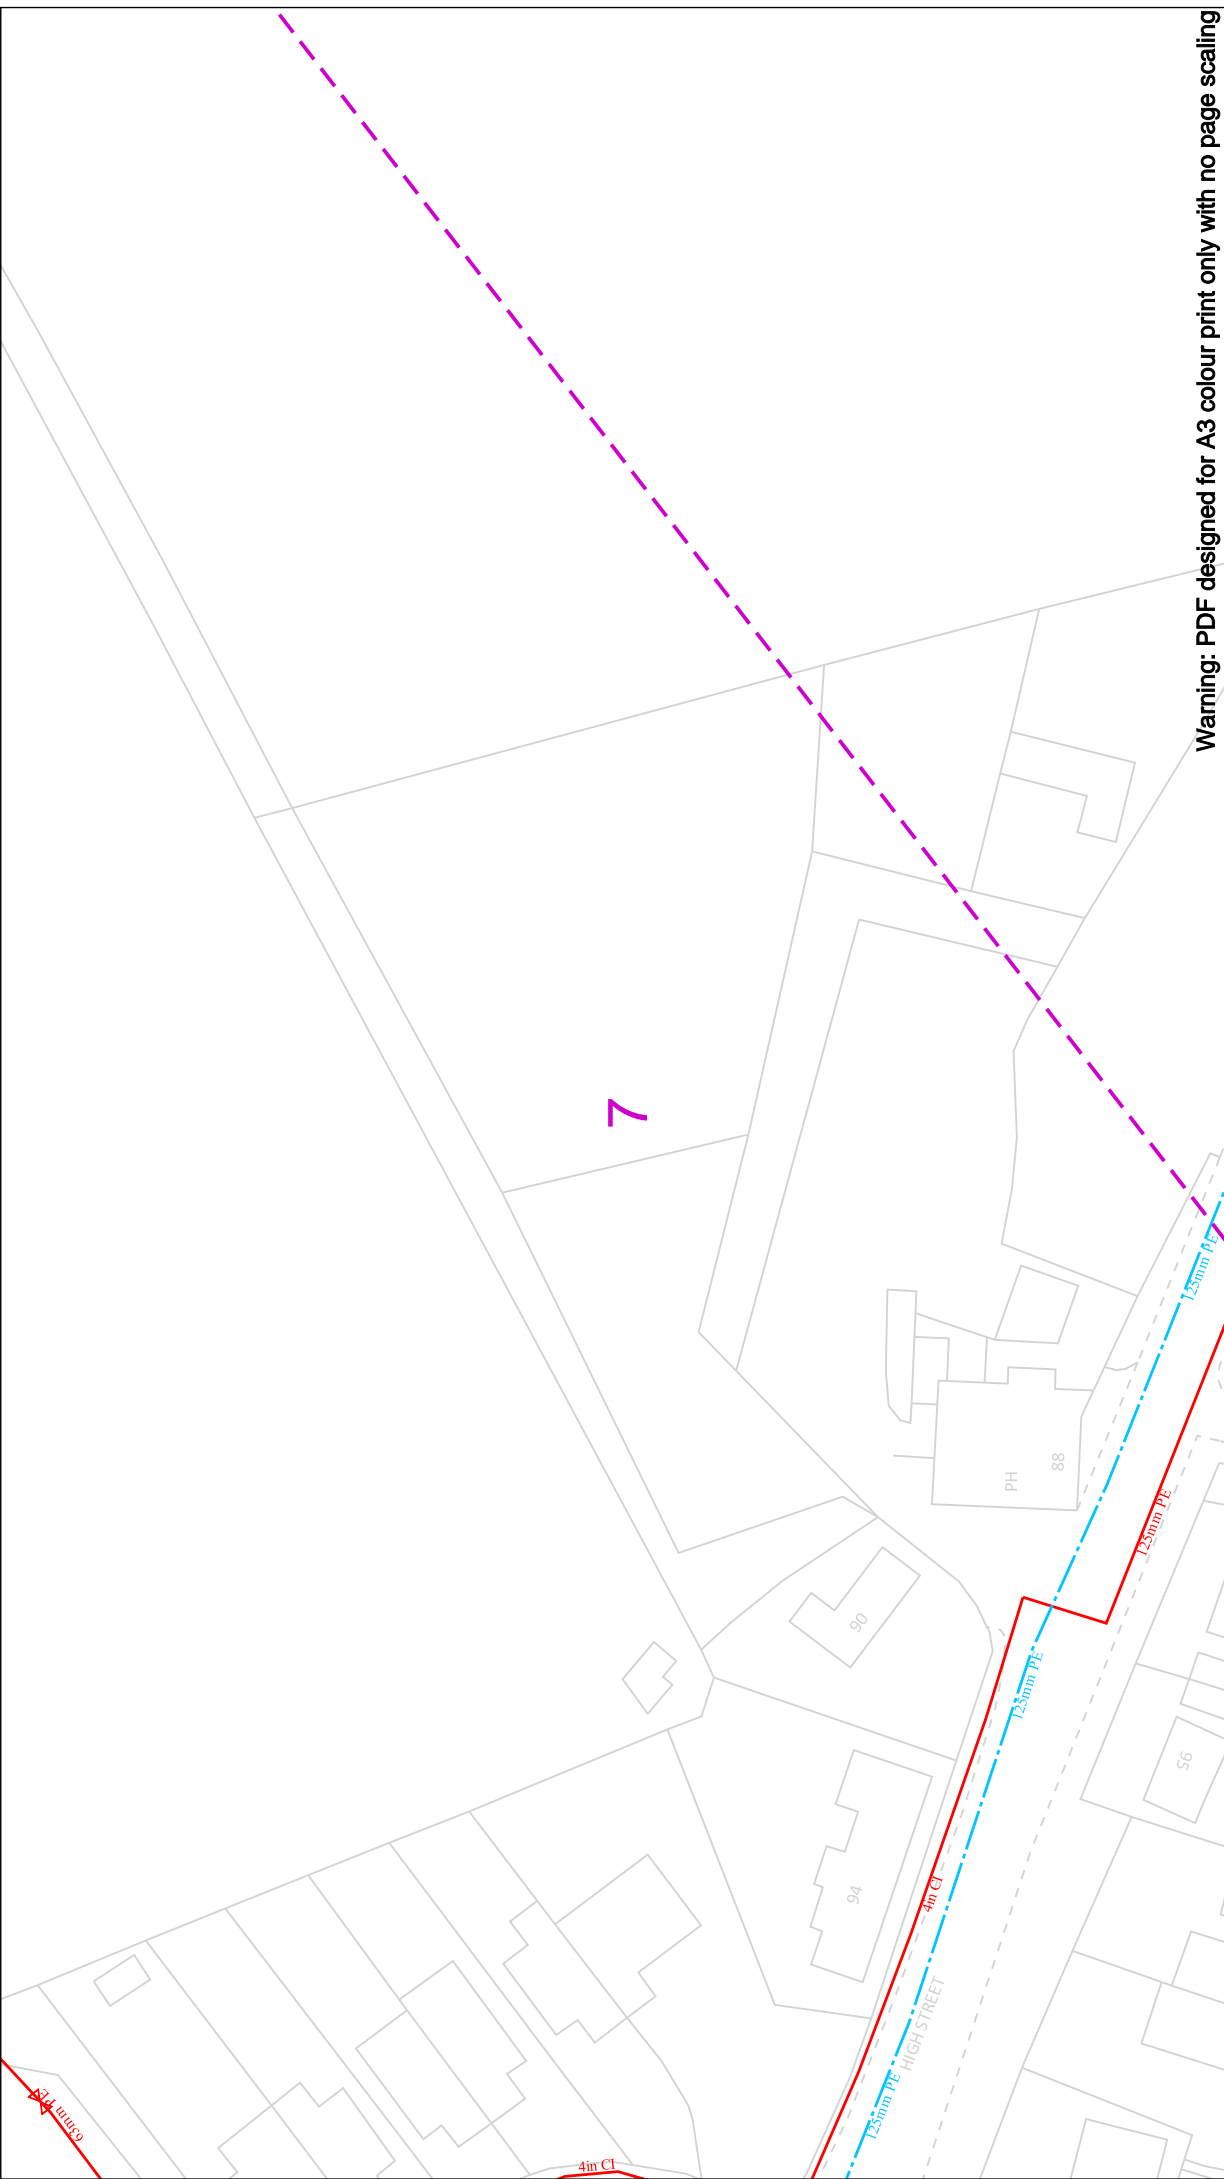 Warning: PDF designed for A3 colour print only with no page scaling
7
125mm PE
PH
88
125mm PE
90
125mm PE
95
94
4in CI
HIGH STREET
125mm PE
63mm PE
4in CI